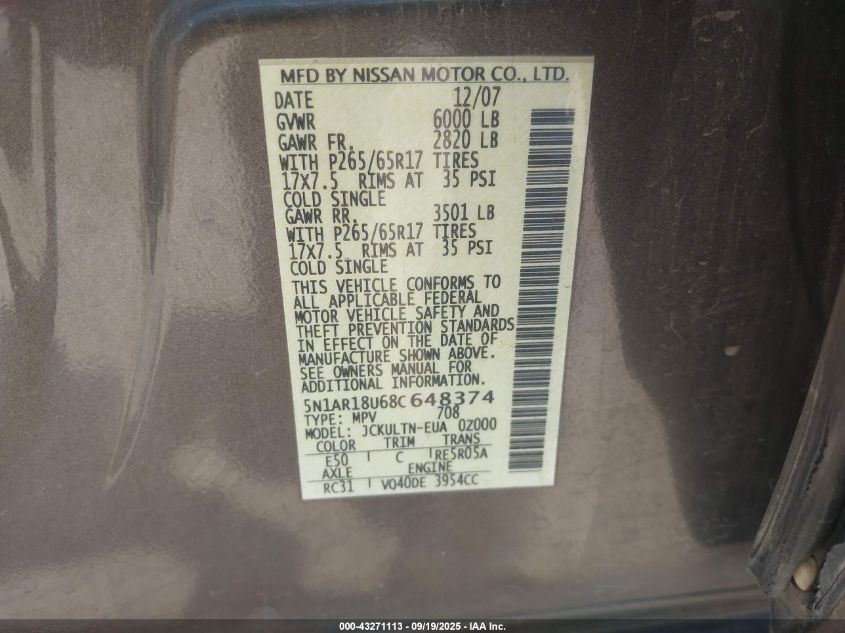 MFD BY NISSAN MOTOR CO., LTD.
DATE 12/07
GVWR 6000 LB
GAWR FR. 2820 LB
WITH P265/65R17 TIRES
17X7.5 RIMS AT 35 PSI
COLD SINGLE
GAWR RR. 3501 LB
WITH P265/65R17 TIRES
17X7.5 RIMS AT 35 PSI
COLD SINGLE
THIS VEHICLE CONFORMS TO
ALL APPLICABLE FEDERAL
MOTOR VEHICLE SAFETY AND
THEFT PREVENTION STANDARDS
IN EFFECT ON THE DATE OF
MANUFACTURE SHOWN ABOVE.
SEE OWNERS MANUAL FOR
ADDITIONAL INFORMATION.
5N1AR18U68C648374
TYPE: MPV 708
MODEL: JCKULTN-EUA 0Z000
COLOR TRIM TRANS
E50 C RE5R05A
AXLE ENGINE
RC31 VQ40DE 3954CC
000-43271113 - 09/19/2025 - IAA Inc.